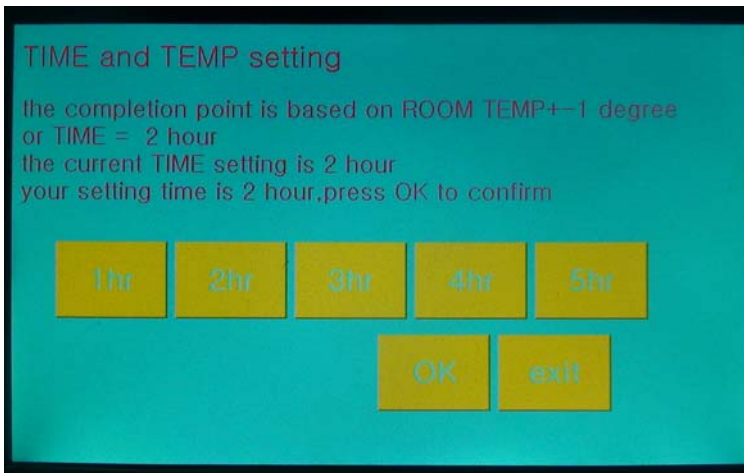 TIME and TEMP setting
the completion point is based on ROOM TEMP+-1 degree
or TIME = 2 hour
the current TIME setting is 2 hour
your setting time is 2 hour,press OK to confirm
1hr 2hr 3hr 4hr 5hr
OK exit